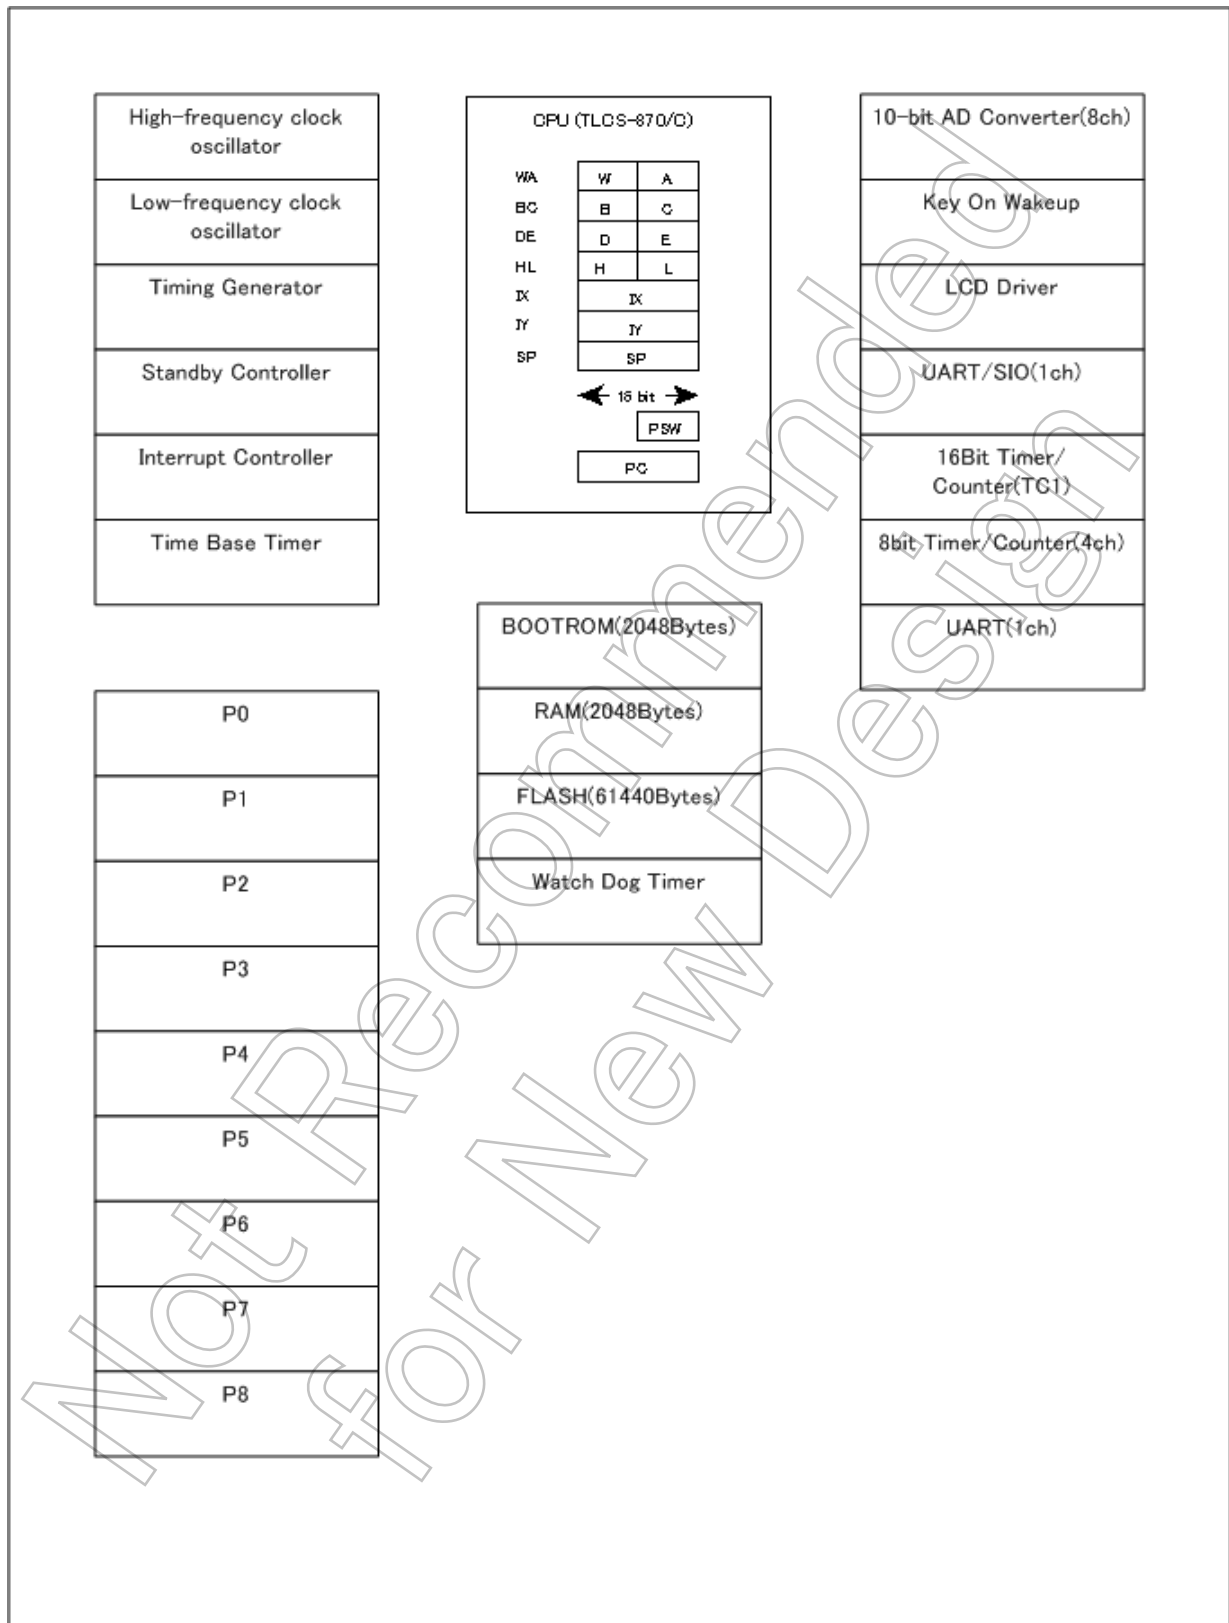 High-frequency clock
oscillator
Low-frequency clock
oscillator
Timing Generator
Standby Controller
Interrupt Controller
Time Base Timer
CPU (TLCS-870/C)
WA W A
BC B C
DE D E
HL H L
IX IX
IY IY
SP SP
16 bit
PSW
PC
10-bit AD Converter(8ch)
Key On Wakeup
LCD Driver
UART/SIO(1ch)
16Bit Timer/
Counter(TC1)
8bit Timer/Counter(4ch)
UART(1ch)
BOOTROM(2048Bytes)
RAM(2048Bytes)
FLASH(61440Bytes)
Watch Dog Timer
P0
P1
P2
P3
P4
P5
P6
P7
P8
Not Recommended
for New Design